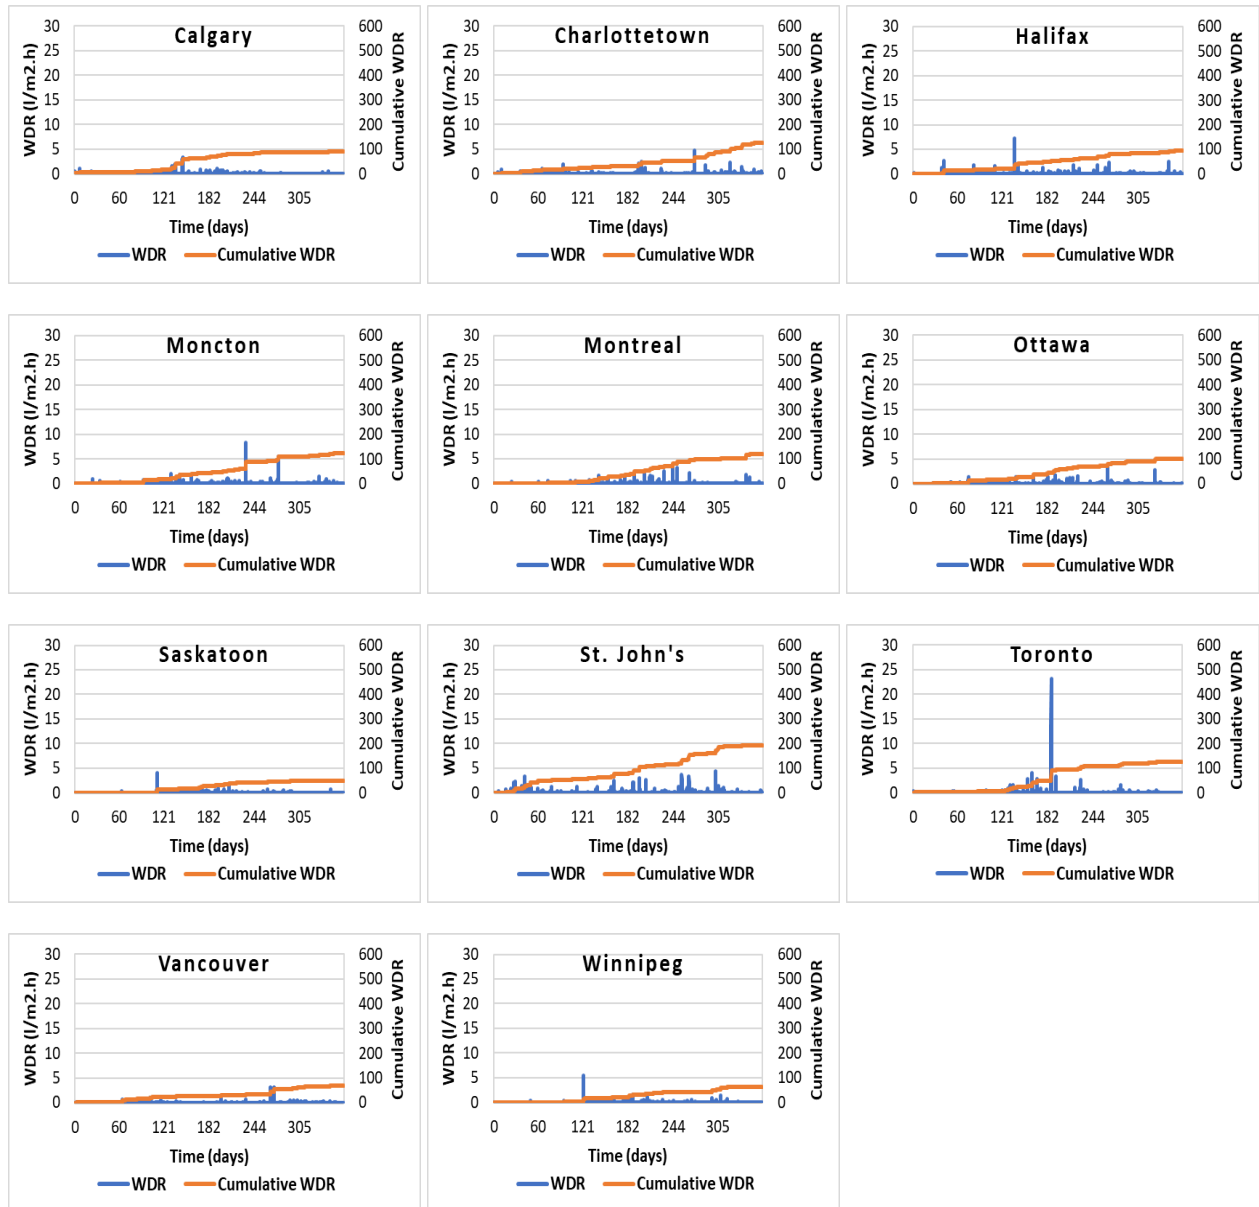 Calgary
WDR (l/m2.h)
30
25
20
15
10
5
0
600
500
400
300
200
100
0
Cumulative WDR
0 60 121 182 244 305
Time (days)
WDR Cumulative WDR
Charlottetown
WDR (l/m2.h)
30
25
20
15
10
5
0
600
500
400
300
200
100
0
Cumulative WDR
0 60 121 182 244 305
Time (days)
WDR Cumulative WDR
Halifax
WDR (l/m2.h)
30
25
20
15
10
5
0
600
500
400
300
200
100
0
Cumulative WDR
0 60 121 182 244 305
Time (days)
WDR Cumulative WDR
Moncton
WDR (l/m2.h)
30
25
20
15
10
5
0
600
500
400
300
200
100
0
Cumulative WDR
0 60 121 182 244 305
Time (days)
WDR Cumulative WDR
Montreal
WDR (l/m2.h)
30
25
20
15
10
5
0
600
500
400
300
200
100
0
Cumulative WDR
0 60 121 182 244 305
Time (days)
WDR Cumulative WDR
Ottawa
WDR (l/m2.h)
30
25
20
15
10
5
0
600
500
400
300
200
100
0
Cumulative WDR
0 60 121 182 244 305
Time (days)
WDR Cumulative WDR
Saskatoon
WDR (l/m2.h)
30
25
20
15
10
5
0
600
500
400
300
200
100
0
Cumulative WDR
0 60 121 182 244 305
Time (days)
WDR Cumulative WDR
St. John's
WDR (l/m2.h)
30
25
20
15
10
5
0
600
500
400
300
200
100
0
Cumulative WDR
0 60 121 182 244 305
Time (days)
WDR Cumulative WDR
Toronto
WDR (l/m2.h)
30
25
20
15
10
5
0
600
500
400
300
200
100
0
Cumulative WDR
0 60 121 182 244 305
Time (days)
WDR Cumulative WDR
Vancouver
WDR (l/m2.h)
30
25
20
15
10
5
0
600
500
400
300
200
100
0
Cumulative WDR
0 60 121 182 244 305
Time (days)
WDR Cumulative WDR
Winnipeg
WDR (l/m2.h)
30
25
20
15
10
5
0
600
500
400
300
200
100
0
Cumulative WDR
0 60 121 182 244 305
Time (days)
WDR Cumulative WDR